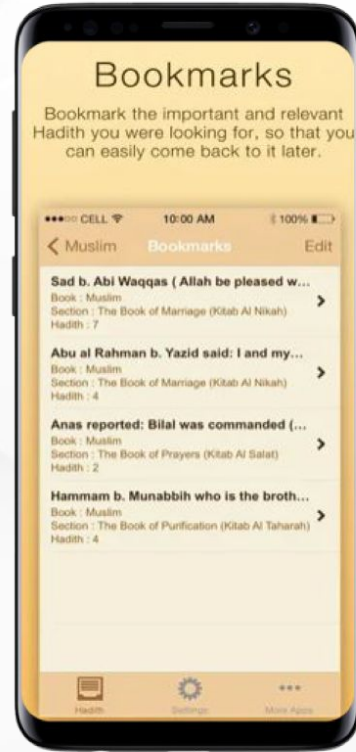 Bookmarks
Bookmark the important and relevant
Hadith you were looking for, so that you
can easily come back to it later.
CELL 10:00 AM 100%
Muslim Bookmarks Edit
Sad b. Abi Waqqas ( Allah be pleased w...
Book : Muslim
Section : The Book of Marriage (Kitab Al Nikah)
Hadith : 7
Abu al Rahman b. Yazid said: I and my...
Book : Muslim
Section : The Book of Marriage (Kitab Al Nikah)
Hadith : 4
Anas reported: Bilal was commanded (...
Book : Muslim
Section : The Book of Prayers (Kitab Al Salat)
Hadith : 2
Hammam b. Munabbih who is the broth...
Book : Muslim
Section : The Book of Purification (Kitab Al Taharah)
Hadith : 4
Hadith Settings More Apps